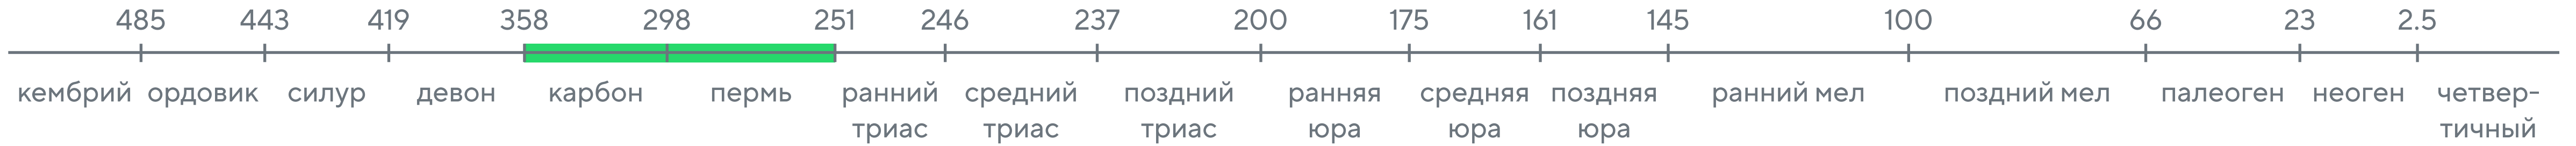 485 443 419 358 298 251 246 237 200 175 161 145 100 66 23 2.5
кембрий ордовик силур девон карбон пермь ранний средний поздний ранняя средняя поздняя ранний мел поздний мел палеоген неоген четвер-
триас триас триас юра юра юра тичный